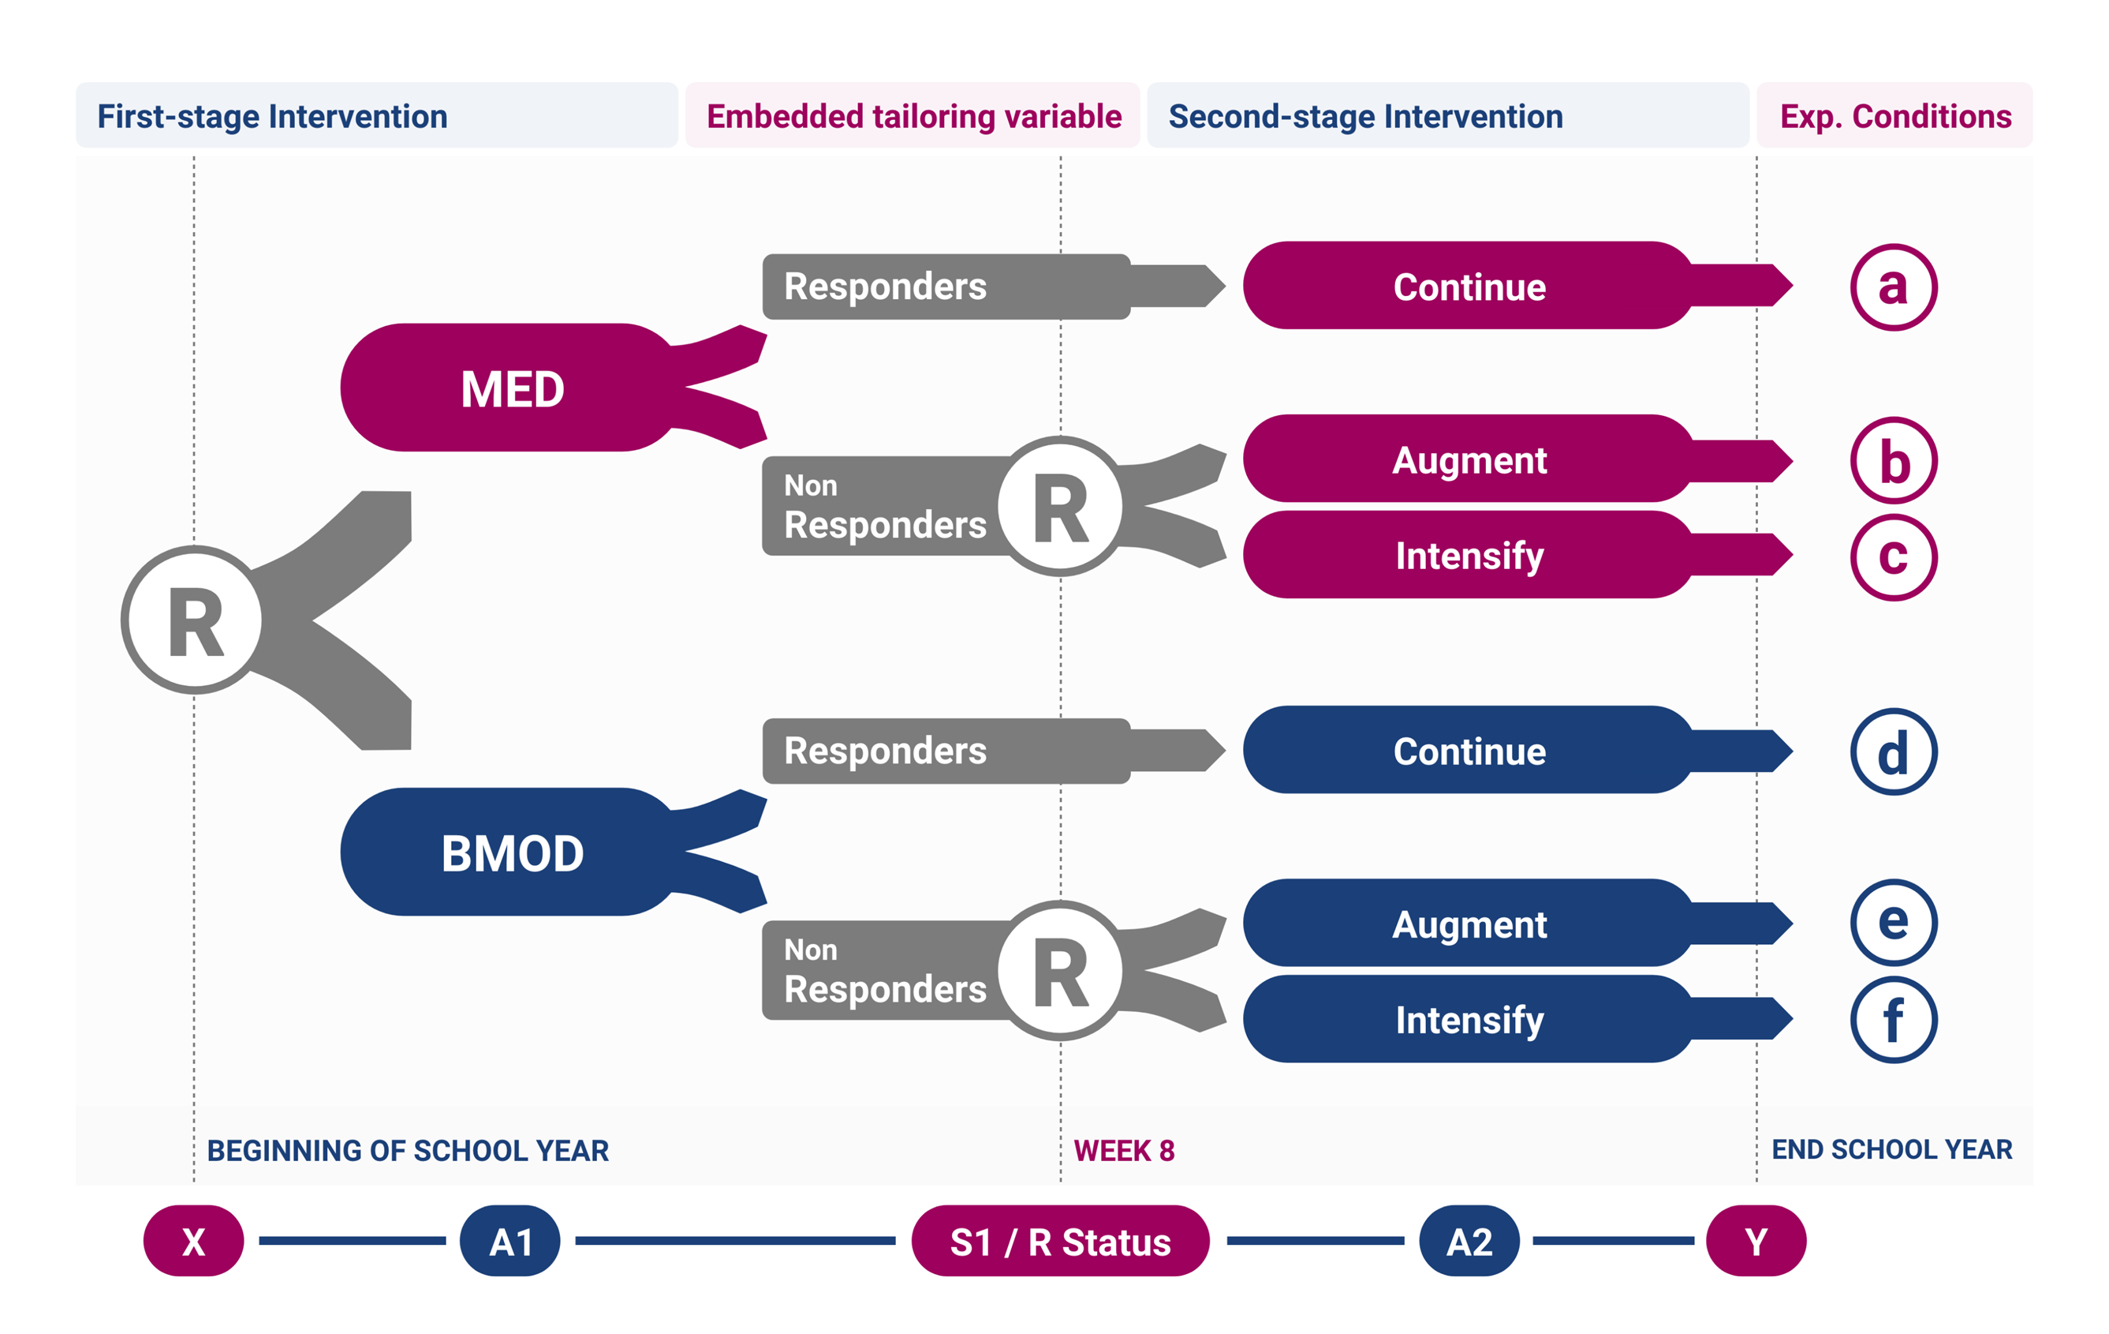 First-stage Intervention
Embedded tailoring variable
Second-stage Intervention
Exp. Conditions
Responders
Continue
a
MED
Augment
b
Non
Responders
R
Intensify
c
R
Responders
Continue
d
BMOD
Augment
e
Non
Responders
R
Intensify
f
BEGINNING OF SCHOOL YEAR
WEEK 8
END SCHOOL YEAR
X
A1
S1 / R Status
A2
Y